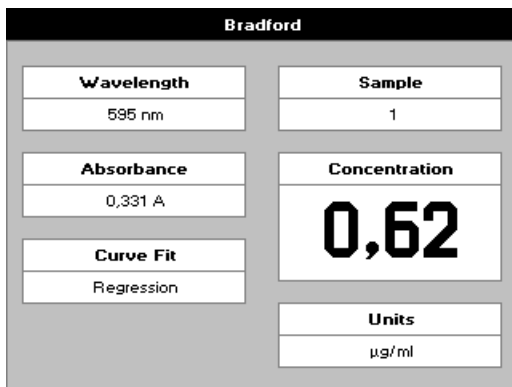 Bradford
Wavelength
595 nm
Sample
1
Absorbance
0,331 A
Concentration
0,62
Curve Fit
Regression
Units
µg/ml